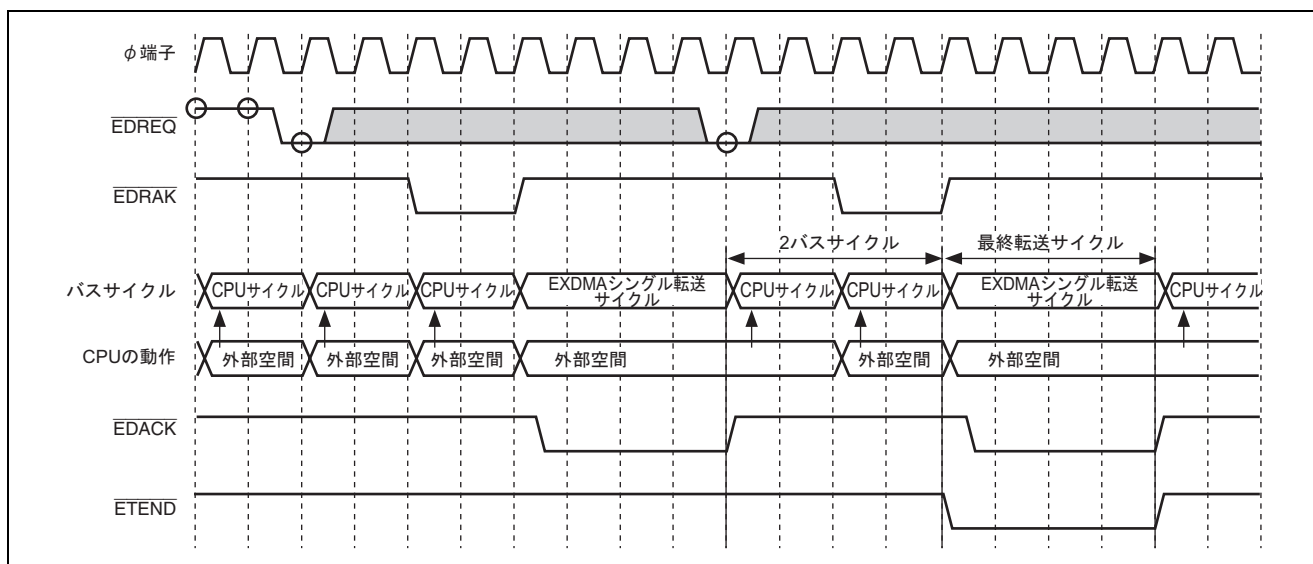 φ端子
EDREQ
EDRAK
2バスサイクル
最終転送サイクル
バスサイクル
CPUサイクル
CPUサイクル
CPUサイクル
EXDMAシングル転送
サイクル
CPUサイクル
CPUサイクル
EXDMAシングル転送
サイクル
CPUサイクル
CPUの動作
外部空間
外部空間
外部空間
外部空間
外部空間
外部空間
EDACK
ETEND